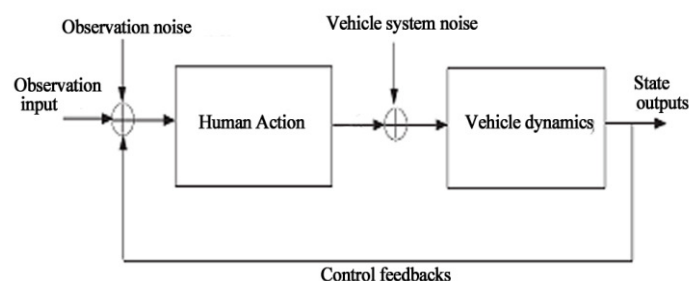 Observation noise
Vehicle system noise
Observation
input
State
outputs
Human Action
Vehicle dynamics
Control feedbacks